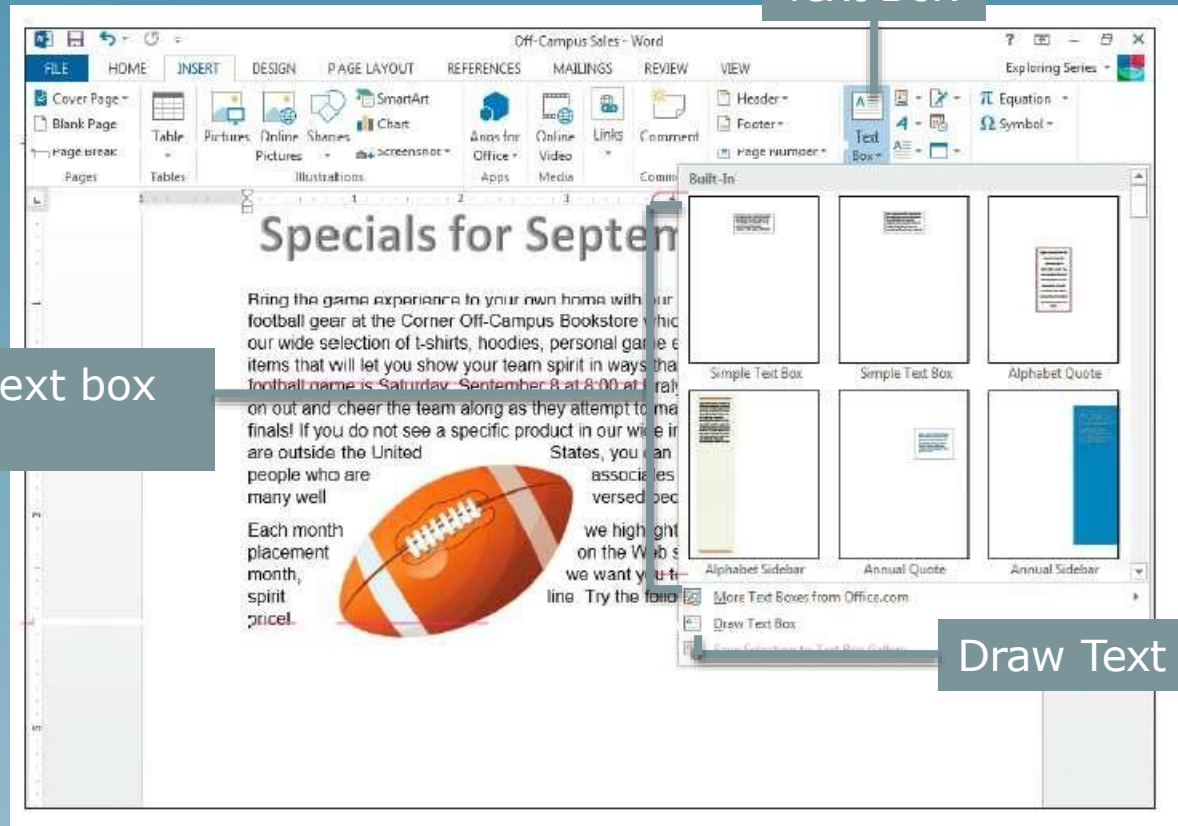 Text Box
Off-Campus Sales - Word
FILE HOME INSERT DESIGN PAGE LAYOUT REFERENCES MAILINGS REVIEW VIEW Exploring Series
Cover Page
Blank Page
Page Break
Pages
Table
Tables
Pictures
Online Pictures
Shapes
SmartArt
Chart
Screenshot
Illustrations
Apps for Office
Apps
Online Video
Media
Links
Comment
Header
Footer
Page Number
Text Box
Equation
Symbol
Built-In
Simple Text Box Simple Text Box Alphabet Quote
Alphabet Sidebar Annual Quote Annual Sidebar
More Text Boxes from Office.com
Draw Text Box
Save Selection to Text Box Gallery
Specials for Septem
Bring the game experience to your own home with our
football gear at the Corner Off-Campus Bookstore
our wide selection of t-shirts, hoodies, personal game
items that will let you show your team spirit in ways
football game is Saturday, September 8 at 8:00 at
on out and cheer the team along as they attempt to
finals! If you do not see a specific product in our wide
are outside the United States, you can
people who are associates
many well versed
Each month we highlight
placement on the Web
month, we want you
spirit line. Try the
price!
ext box
Draw Text